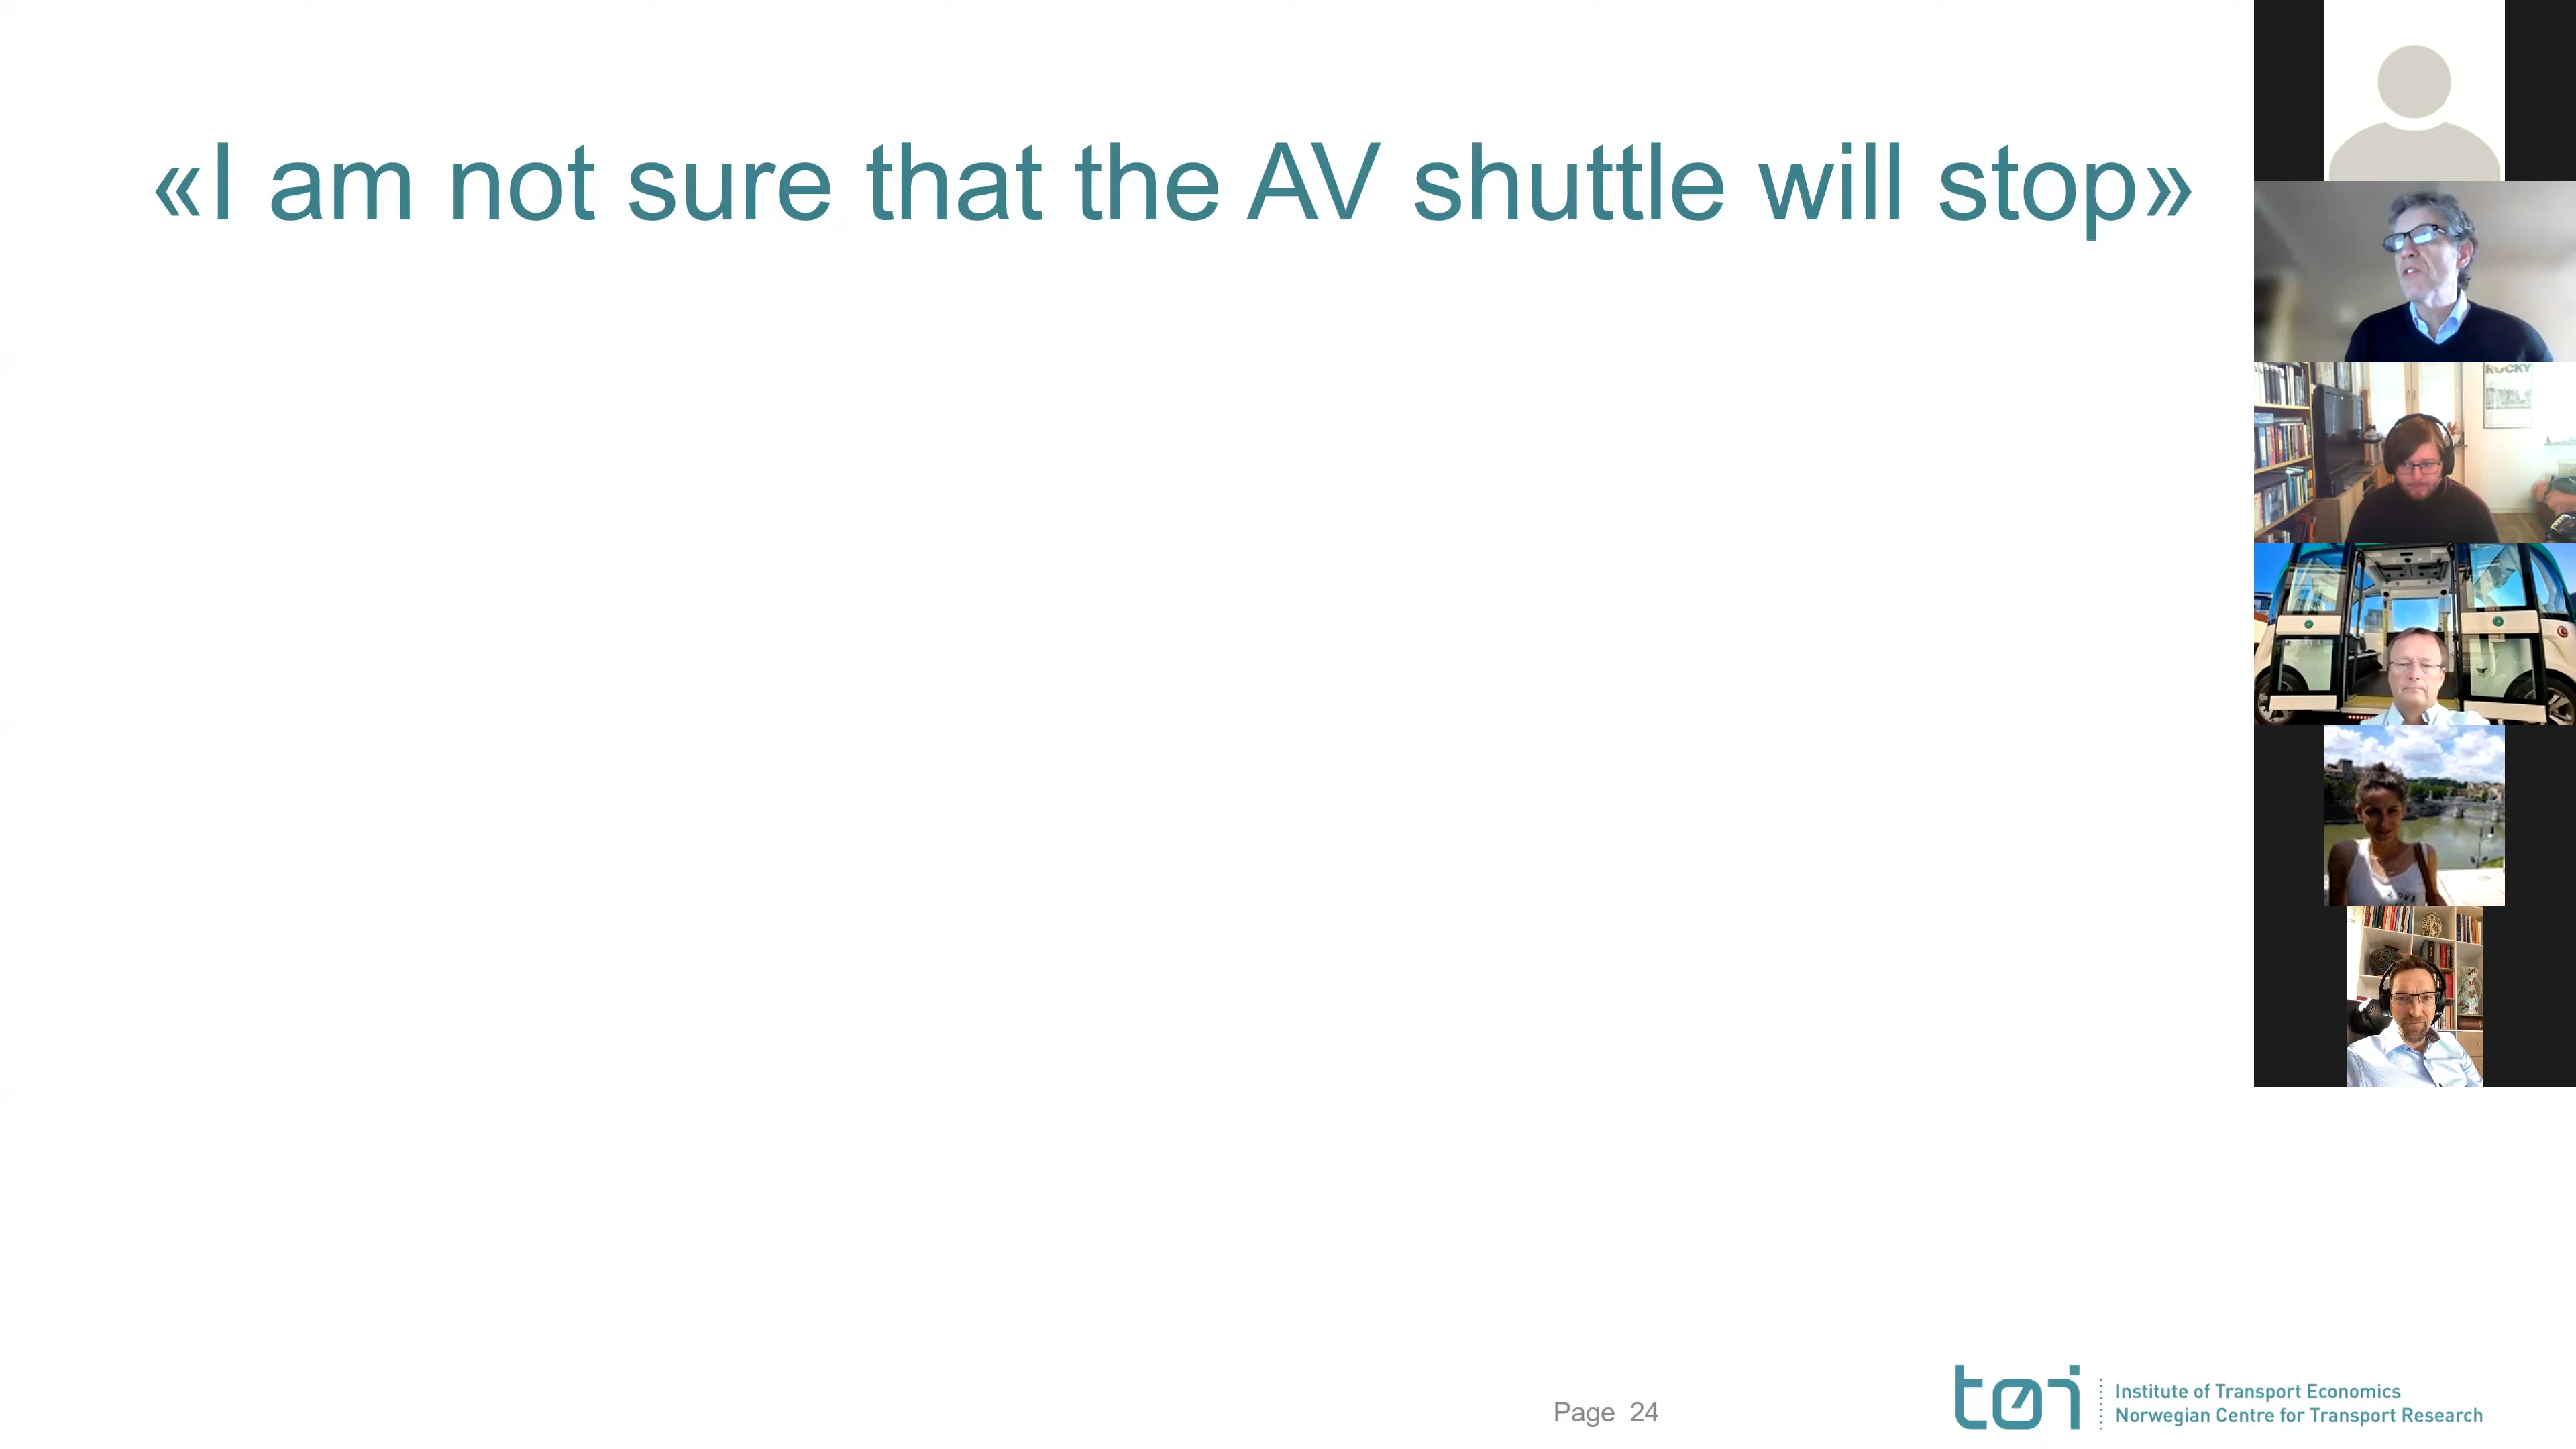 «I am not sure that the AV shuttle will stop»
ROCKY
Page 24
tøi
Institute of Transport Economics
Norwegian Centre for Transport Research